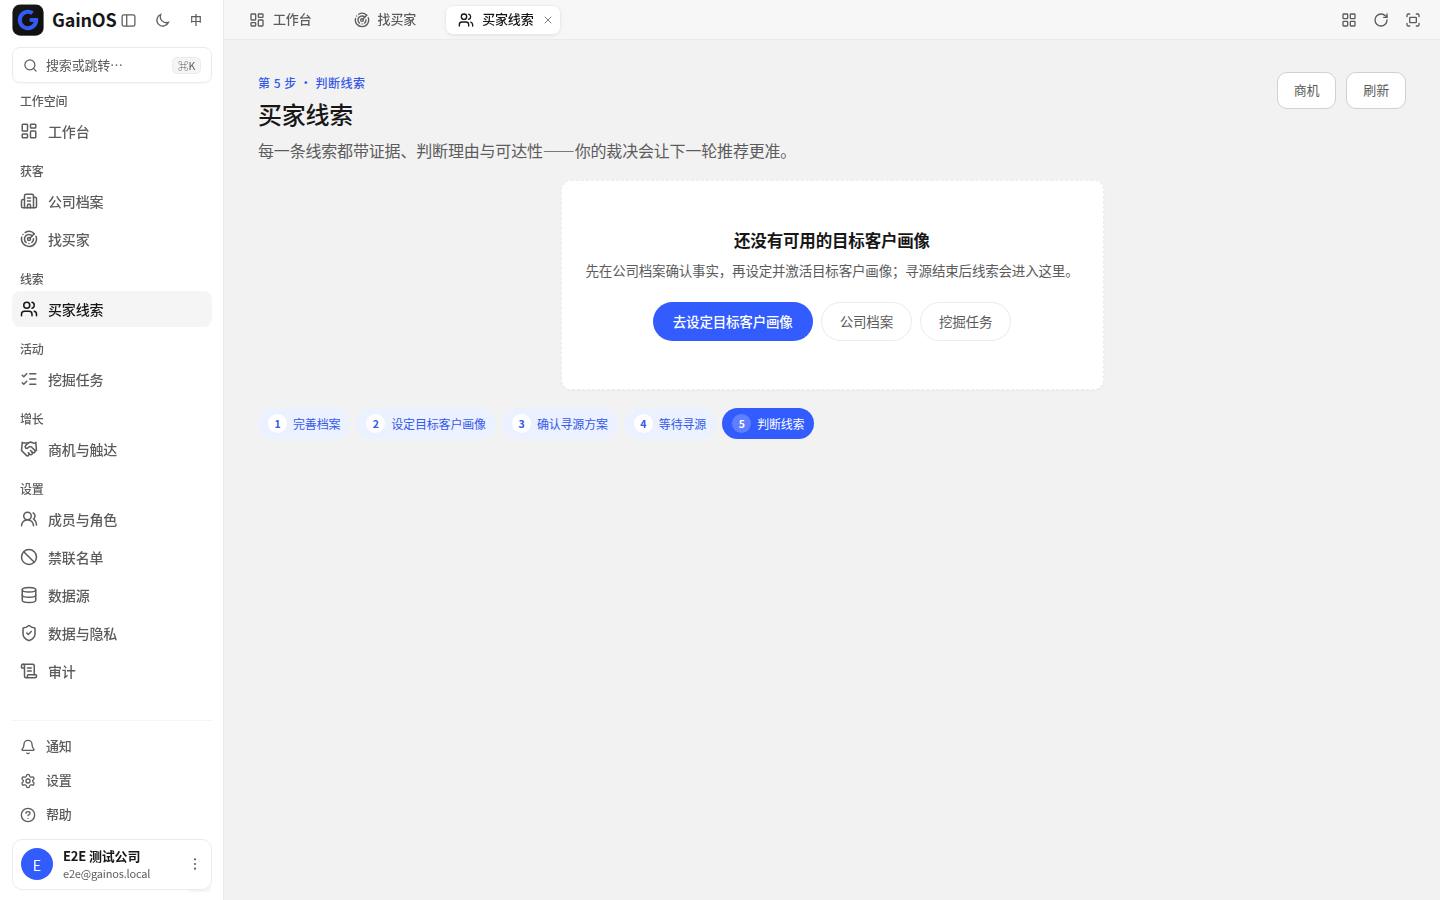 GainOS
中
搜索或跳转…
⌘K
工作空间
工作台
获客
公司档案
找买家
线索
买家线索
活动
挖掘任务
增长
商机与触达
设置
成员与角色
禁联名单
数据源
数据与隐私
审计
通知
设置
帮助
E
E2E 测试公司
e2e@gainos.local
工作台
找买家
买家线索
第 5 步 · 判断线索
买家线索
每一条线索都带证据、判断理由与可达性——你的裁决会让下一轮推荐更准。
商机
刷新
还没有可用的目标客户画像
先在公司档案确认事实，再设定并激活目标客户画像；寻源结束后线索会进入这里。
去设定目标客户画像
公司档案
挖掘任务
1 完善档案
2 设定目标客户画像
3 确认寻源方案
4 等待寻源
5 判断线索